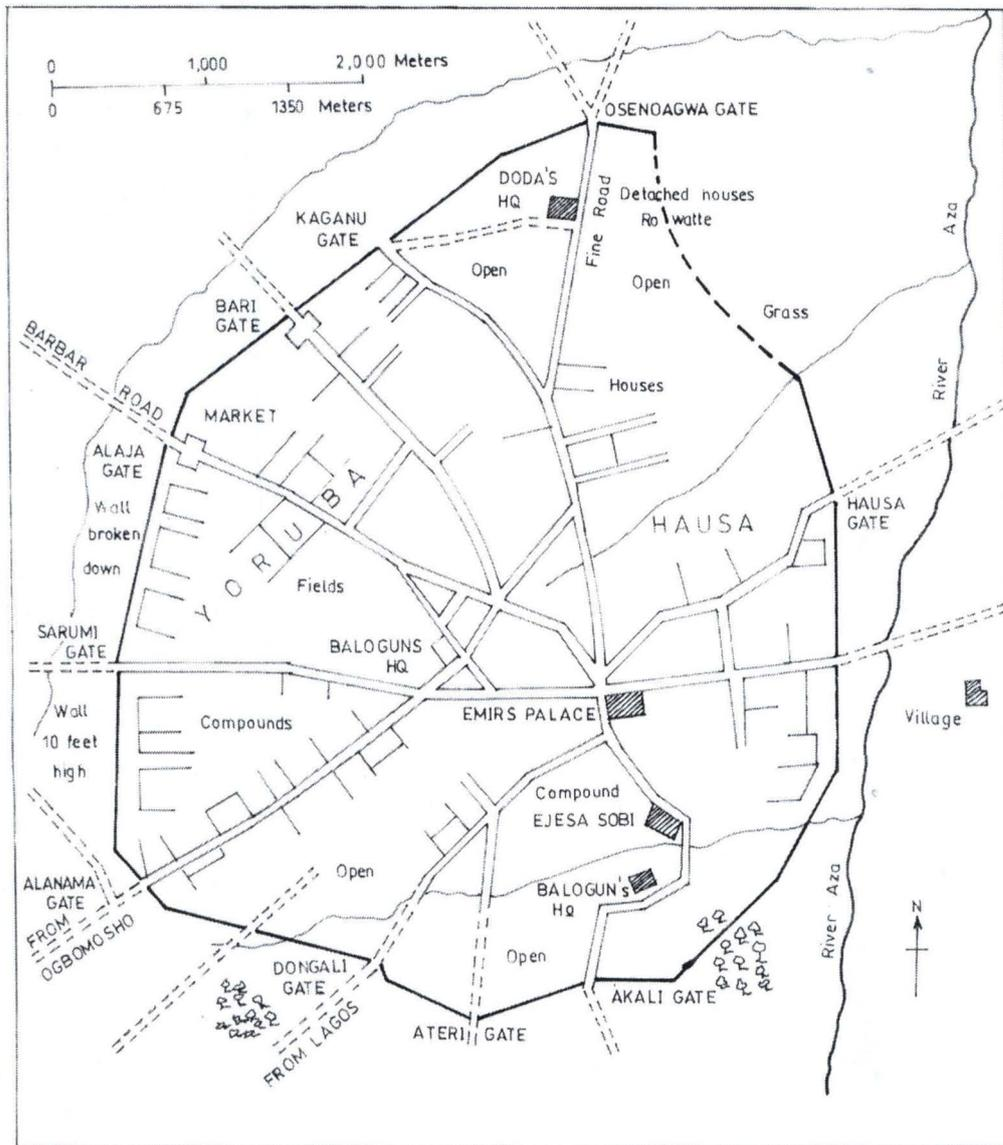 0 1,000 2,000 Meters
0 675 1350 Meters
OSENOAGWA GATE
DODA'S
HQ
Fine Road
Detached houses
Ro watte
KAGANU
GATE
Open
Open
Aza
BARI
GATE
Grass
BARBAR ROAD
MARKET
Houses
River
ALAJA
GATE
Wall
broken
down
YORUBA
HAUSA
HAUSA
GATE
Fields
SARUMI
GATE
BALOGUNS
HQ
Wall
10 feet
high
Compounds
EMIRS PALACE
Village
Compound
EJESA SOBI
Open
ALANAMA
GATE
FROM
OGBOMOSHO
BALOGUN's
HQ
River Aza
N
DONGALI
GATE
Open
AKALI GATE
FROM LAGOS
ATERI GATE